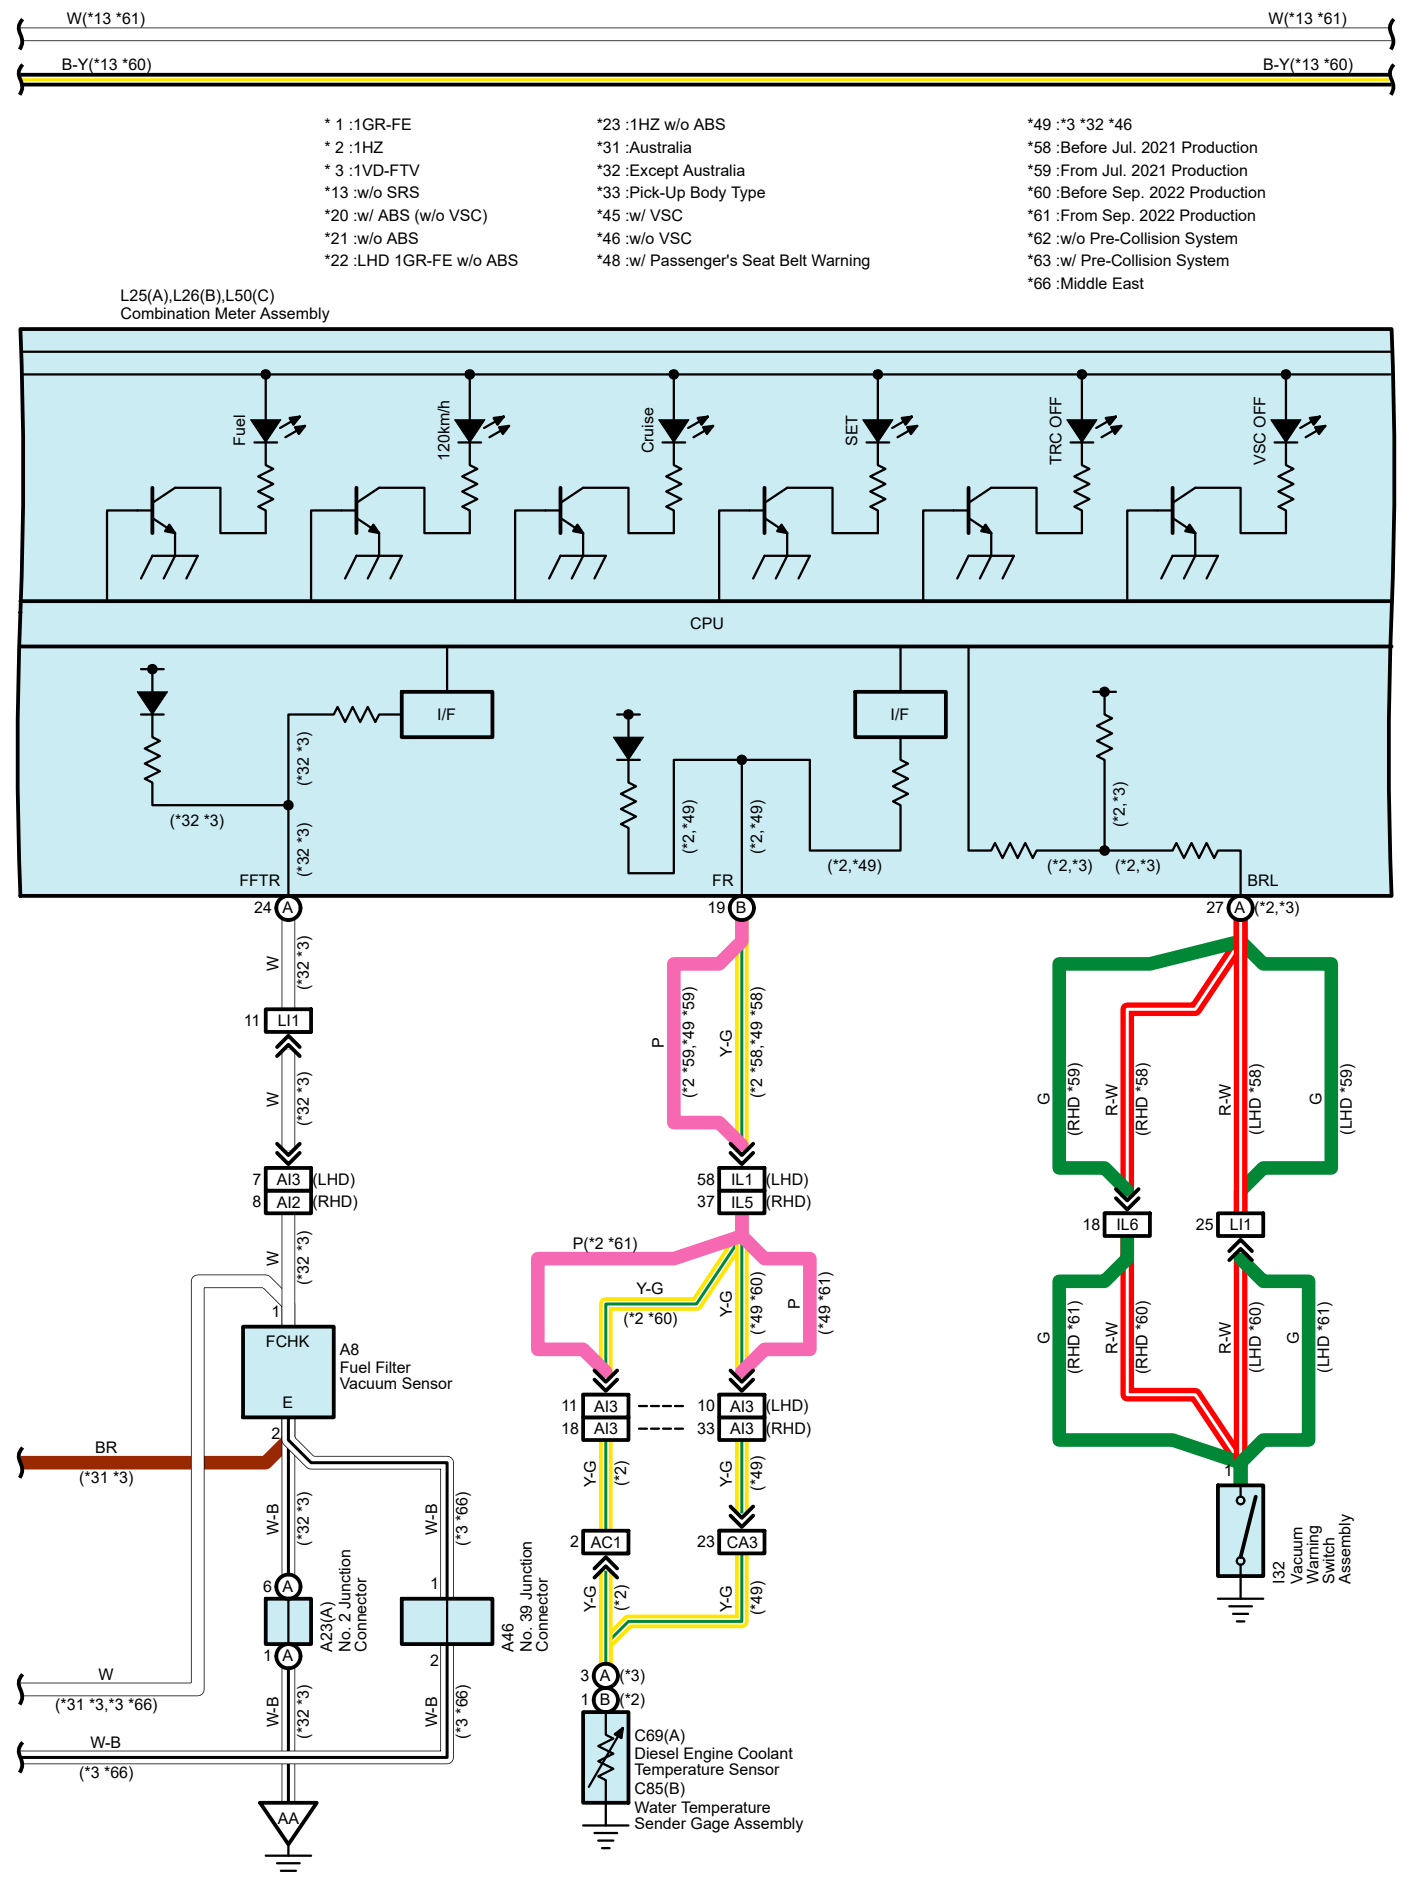 W(*13 *61)
W(*13 *61)
B-Y(*13 *60)
B-Y(*13 *60)
* 1 :1GR-FE
* 2 :1HZ
* 3 :1VD-FTV
*13 :w/o SRS
*20 :w/ ABS (w/o VSC)
*21 :w/o ABS
*22 :LHD 1GR-FE w/o ABS
*23 :1HZ w/o ABS
*31 :Australia
*32 :Except Australia
*33 :Pick-Up Body Type
*45 :w/ VSC
*46 :w/o VSC
*48 :w/ Passenger's Seat Belt Warning
*49 :*3 *32 *46
*58 :Before Jul. 2021 Production
*59 :From Jul. 2021 Production
*60 :Before Sep. 2022 Production
*61 :From Sep. 2022 Production
*62 :w/o Pre-Collision System
*63 :w/ Pre-Collision System
*66 :Middle East
L25(A),L26(B),L50(C)
Combination Meter Assembly
Fuel
120km/h
Cruise
SET
TRC OFF
VSC OFF
CPU
I/F
I/F
(*32 *3)
(*32 *3)
(*32 *3)
(*2,*49)
(*2,*49)
(*2,*49)
(*2,*3)
(*2,*3)
(*2,*3)
FFTR
FR
BRL
24 A
19 B
27 A (*2,*3)
W
(*32 *3)
11 LI1
W
(*32 *3)
7 AI3 (LHD)
8 AI2 (RHD)
W
(*32 *3)
1
FCHK
E
A8
Fuel Filter
Vacuum Sensor
2
BR
(*31 *3)
W-B
(*32 *3)
W-B
(*3 *66)
6 A
A23(A)
No. 2 Junction
Connector
1 A
1
A46
No. 39 Junction
Connector
2
W
(*31 *3,*3 *66)
W-B
(*32 *3)
W-B
(*3 *66)
W-B
(*3 *66)
AA
P
(*2 *59,*49 *59)
Y-G
(*2 *58,*49 *58)
58 IL1 (LHD)
37 IL5 (RHD)
P(*2 *61)
Y-G
(*2 *60)
Y-G
(*49 *60)
P
(*49 *61)
11 AI3
10 AI3 (LHD)
18 AI3
33 AI3 (RHD)
Y-G
(*2)
Y-G
(*49)
2 AC1
23 CA3
Y-G
(*2)
Y-G
(*49)
3 A (*3)
1 B (*2)
C69(A)
Diesel Engine Coolant
Temperature Sensor
C85(B)
Water Temperature
Sender Gage Assembly
G
(RHD *59)
R-W
(RHD *58)
R-W
(LHD *58)
G
(LHD *59)
18 IL6
25 LI1
G
(RHD *61)
R-W
(RHD *60)
R-W
(LHD *60)
G
(LHD *61)
1
I32
Vacuum
Warning
Switch
Assembly